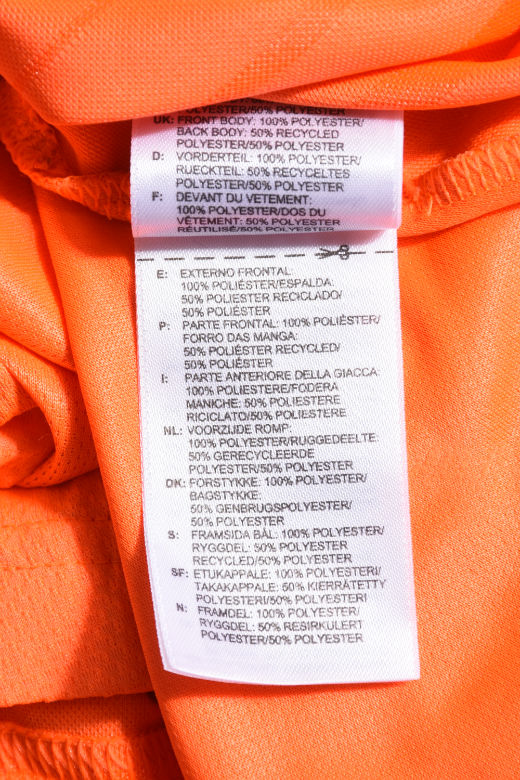 POLYESTER/50% POLYESTER
UK: FRONT BODY: 100% POLYESTER/
BACK BODY: 50% RECYCLED
POLYESTER/50% POLYESTER
D: VORDERTEIL: 100% POLYESTER/
RUECKTEIL: 50% RECYCELTES
POLYESTER/50% POLYESTER
F: DEVANT DU VETEMENT:
100% POLYESTER/DOS DU
VÊTEMENT: 50% POLYESTER
RÉUTILISÉ/50% POLYESTER
E: EXTERNO FRONTAL:
100% POLIÉSTER/ESPALDA:
50% POLIESTER RECICLADO/
50% POLIÉSTER
P: PARTE FRONTAL: 100% POLIÉSTER/
FORRO DAS MANGA:
50% POLIÉSTER RECYCLED/
50% POLIÉSTER
I: PARTE ANTERIORE DELLA GIACCA:
100% POLIESTERE/FODERA
MANICHE: 50% POLIESTERE
RICICLATO/50% POLIESTERE
NL: VOORZIJDE ROMP:
100% POLYESTER/RUGGEDEELTE:
50% GERECYCLEERDE
POLYESTER/50% POLYESTER
DK: FORSTYKKE: 100% POLYESTER/
BAGSTYKKE:
50% GENBRUGSPOLYESTER/
50% POLYESTER
S: FRAMSIDA BÅL: 100% POLYESTER/
RYGGDEL: 50% POLYESTER
RECYCLED/50% POLYESTER
SF: ETUKAPPALE: 100% POLYESTERI/
TAKAKAPPALE: 50% KIERRÄTETTY
POLYESTERI/50% POLYESTERI
N: FRAMDEL: 100% POLYESTER/
RYGGDEL: 50% RESIRKULERT
POLYESTER/50% POLYESTER